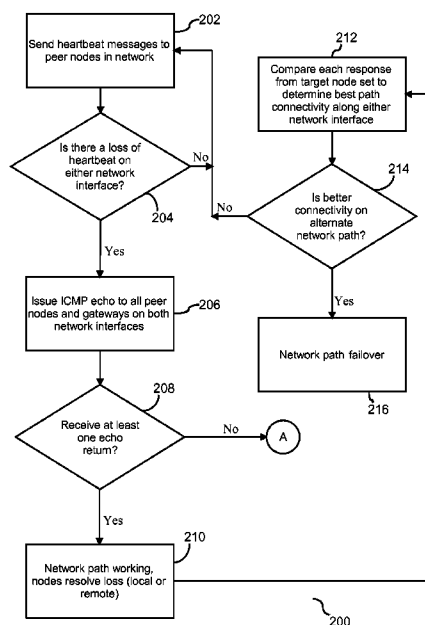 202
Send heartbeat messages to
peer nodes in network
Is there a loss of
heartbeat on
either network
interface?
No
204
Yes
Issue ICMP echo to all peer
nodes and gateways on both
network interfaces
206
208
Receive at least
one echo
return?
No
A
Yes
210
Network path working,
nodes resolve loss (local or
remote)
212
Compare each response
from target node set to
determine best path
connectivity along either
network interface
214
Is better
connectivity on
alternate
network path?
No
Yes
Network path failover
216
200